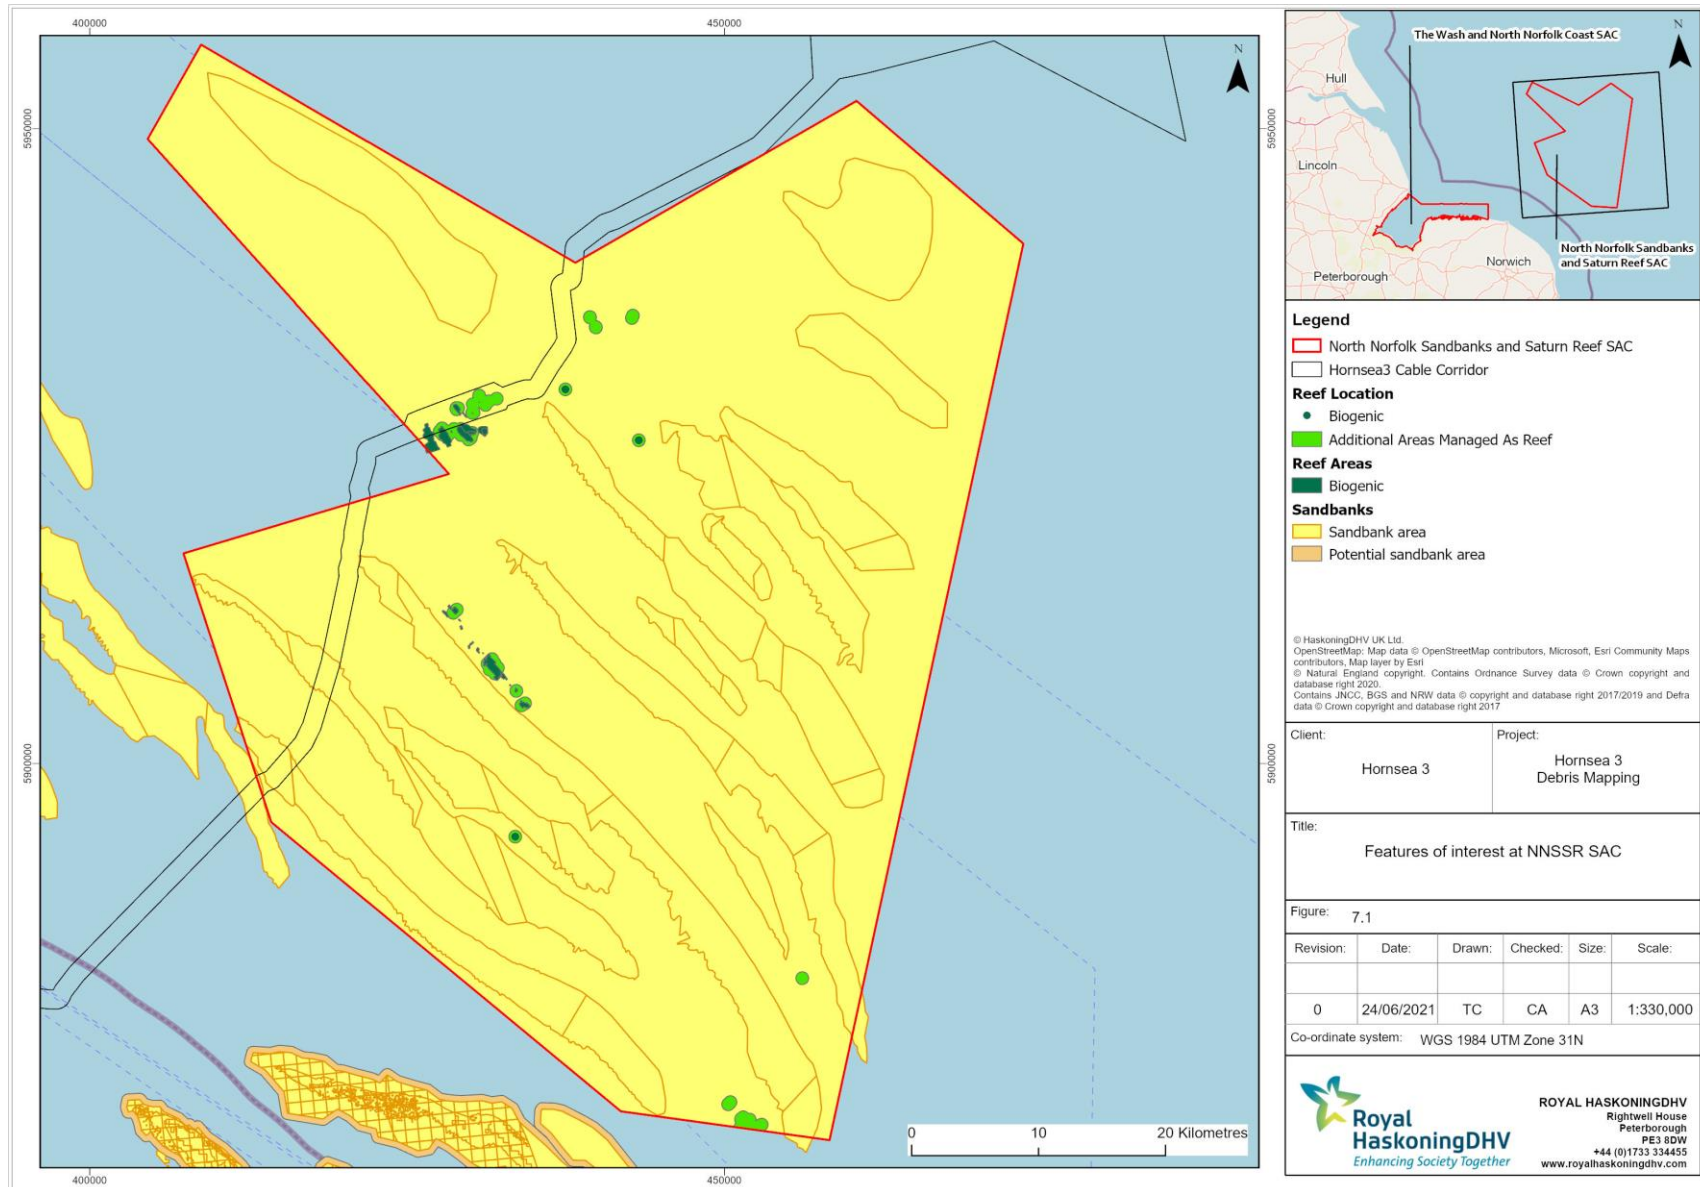 400000
450000
5950000
5950000
5900000
5900000
400000
450000
N
0
10
20 Kilometres
The Wash and North Norfolk Coast SAC
N
Hull
Lincoln
Norwich
Peterborough
North Norfolk Sandbanks
and Saturn Reef SAC
Legend
North Norfolk Sandbanks and Saturn Reef SAC
Hornsea3 Cable Corridor
Reef Location
Biogenic
Additional Areas Managed As Reef
Reef Areas
Biogenic
Sandbanks
Sandbank area
Potential sandbank area
© HaskoningDHV UK Ltd.
OpenStreetMap: Map data © OpenStreetMap contributors, Microsoft, Esri Community Maps
contributors, Map layer by Esri
© Natural England copyright. Contains Ordnance Survey data © Crown copyright and
database right 2020.
Contains JNCC, BGS and NRW data © copyright and database right 2017/2019 and Defra
data © Crown copyright and database right 2017
Client:
Hornsea 3
Project:
Hornsea 3
Debris Mapping
Title:
Features of interest at NNSSR SAC
Figure: 7.1
Revision: Date: Drawn: Checked: Size: Scale:
0 24/06/2021 TC CA A3 1:330,000
Co-ordinate system: WGS 1984 UTM Zone 31N
Royal
HaskoningDHV
Enhancing Society Together
ROYAL HASKONINGDHV
Rightwell House
Peterborough
PE3 8DW
+44 (0)1733 334455
www.royalhaskoningdhv.com